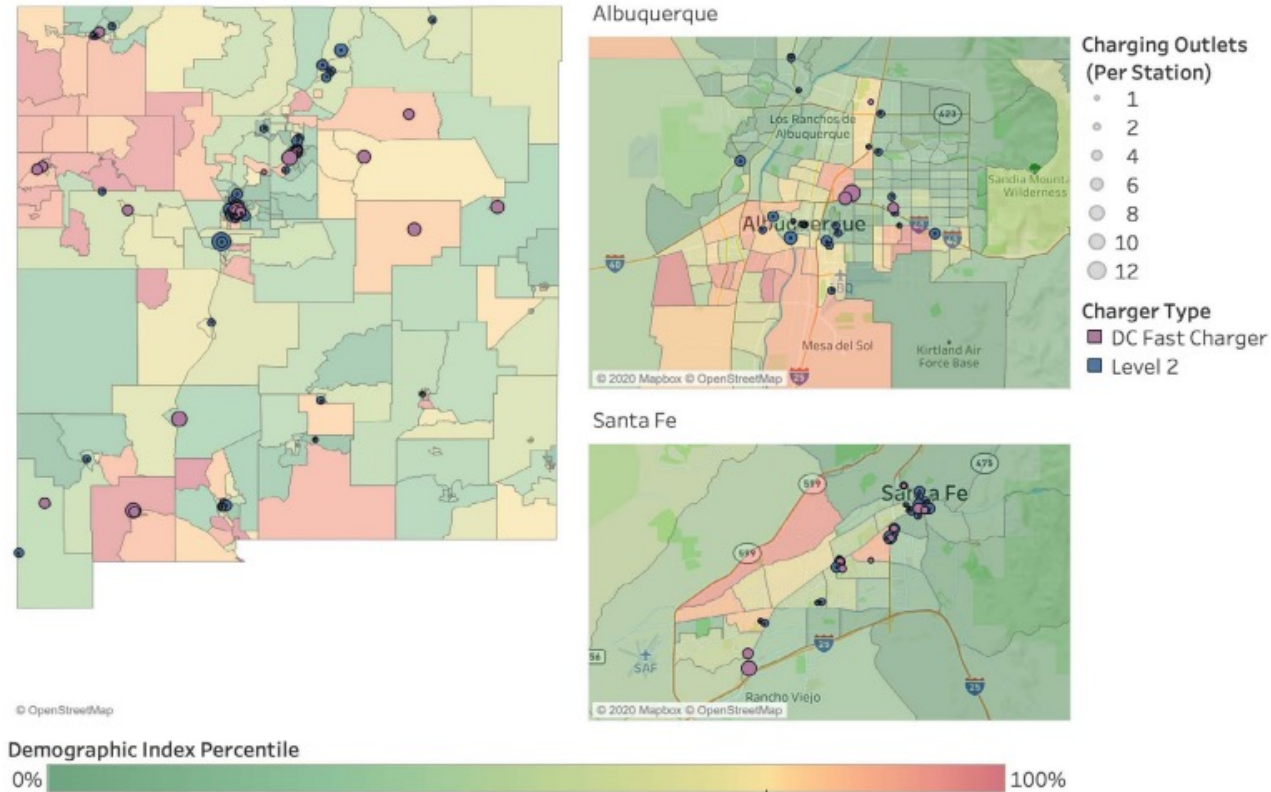 Albuquerque
Los Ranchos de
Albuquerque
423
Sandia Mounta
Wilderness
Albuquerque
40
40
Mesa del Sol
Kirtland Air
Force Base
25
© 2020 Mapbox © OpenStreetMap
Charging Outlets
(Per Station)
1
2
4
6
8
10
12
Charger Type
DC Fast Charger
Level 2
Santa Fe
475
599
Santa Fe
599
25
56
SAF
25
Rancho Viejo
© 2020 Mapbox © OpenStreetMap
© OpenStreetMap
Demographic Index Percentile
0%
100%